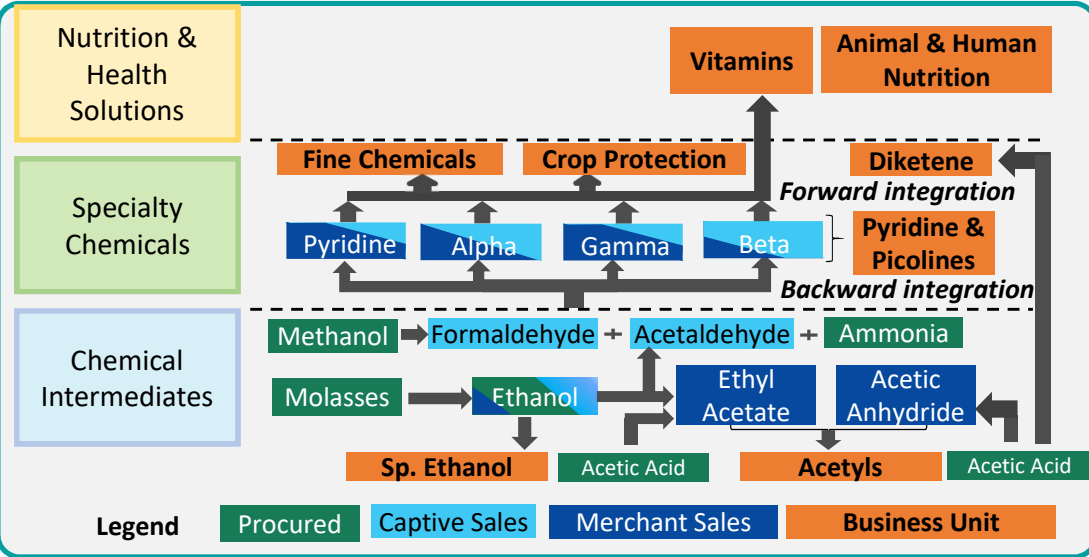 Nutrition &
Health
Solutions
Vitamins
Animal & Human
Nutrition
Fine Chemicals
Crop Protection
Diketene
Forward integration
Specialty
Chemicals
Pyridine
Alpha
Gamma
Beta
Pyridine &
Picolines
Backward integration
Chemical
Intermediates
Methanol
Formaldehyde
+
Acetaldehyde
+
Ammonia
Molasses
Ethanol
Ethyl
Acetate
Acetic
Anhydride
Sp. Ethanol
Acetic Acid
Acetyls
Acetic Acid
Legend
Procured
Captive Sales
Merchant Sales
Business Unit